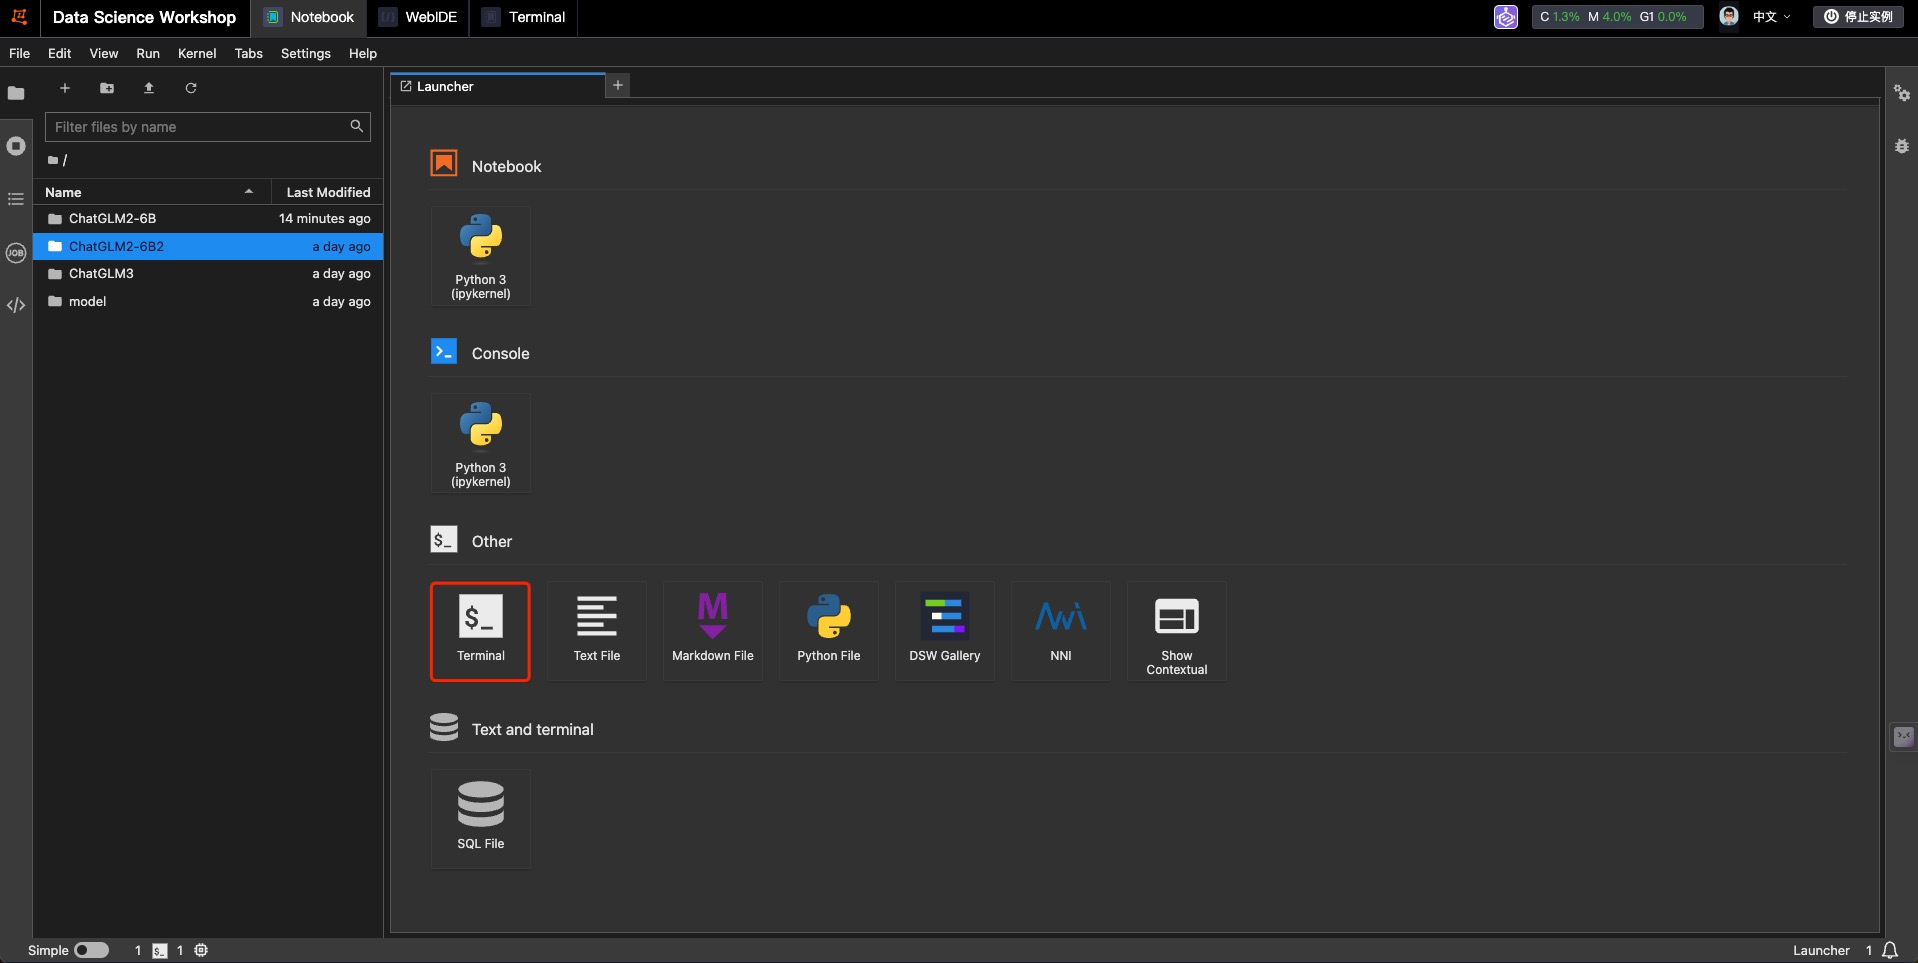 Data Science Workshop
Notebook
WebIDE
Terminal
C 1.3% M 4.0% G1 0.0%
中文
停止实例
File Edit View Run Kernel Tabs Settings Help
Launcher
Filter files by name
/
Name Last Modified
ChatGLM2-6B 14 minutes ago
ChatGLM2-6B2 a day ago
ChatGLM3 a day ago
model a day ago
JOB
Notebook
Python 3
(ipykernel)
Console
Python 3
(ipykernel)
$_ Other
$_
Terminal
Text File
M
Markdown File
Python File
DSW Gallery
NNI
Show
Contextual
Text and terminal
SQL File
Simple 1 $_ 1
Launcher 1